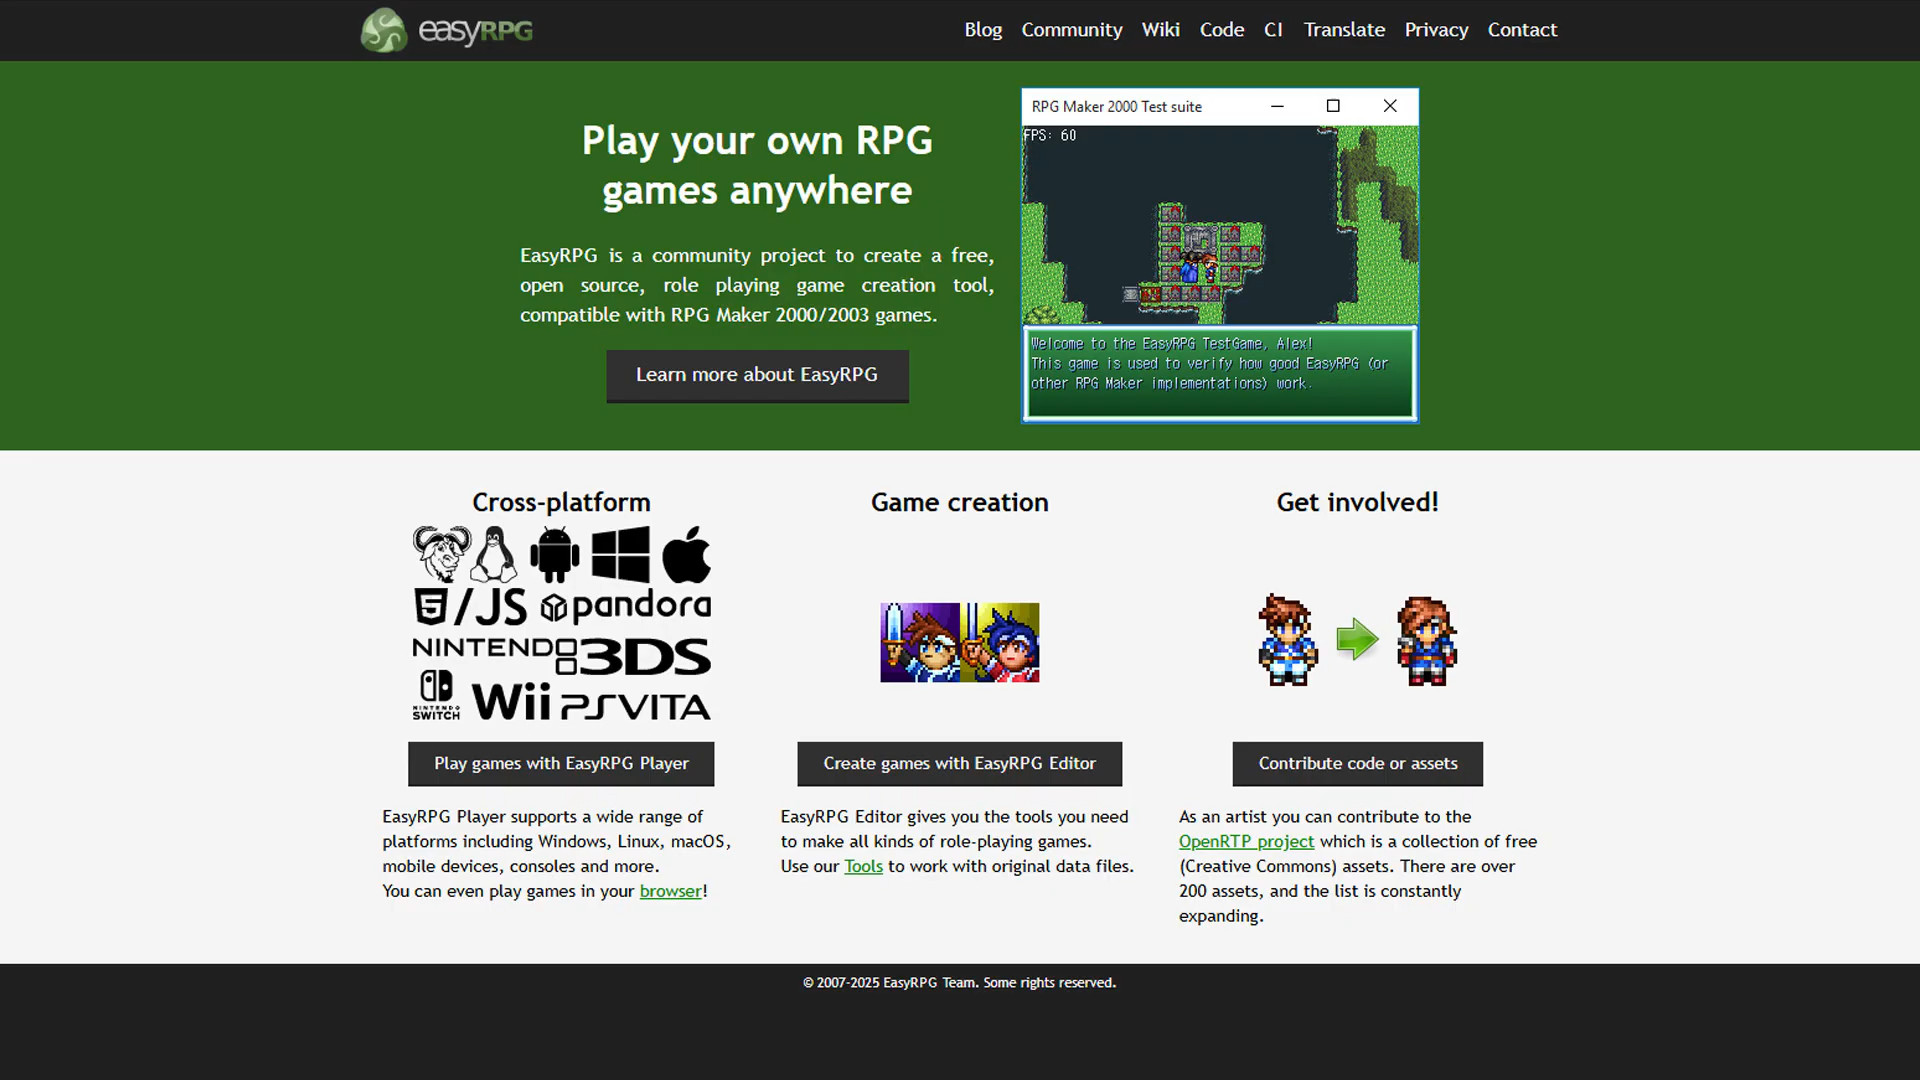 easyRPG
Blog Community Wiki Code CI Translate Privacy Contact
Play your own RPG
games anywhere
EasyRPG is a community project to create a free,
open source, role playing game creation tool,
compatible with RPG Maker 2000/2003 games.
Learn more about EasyRPG
RPG Maker 2000 Test suite
FPS: 60
Welcome to the EasyRPG TestGame, Alex!
This game is used to verify how good EasyRPG (or
other RPG Maker implementations) work.
Cross-platform
5/JS pandora
NINTENDO 3DS
NINTENDO SWITCH Wii PSVITA
Play games with EasyRPG Player
EasyRPG Player supports a wide range of
platforms including Windows, Linux, macOS,
mobile devices, consoles and more.
You can even play games in your browser!
Game creation
Create games with EasyRPG Editor
EasyRPG Editor gives you the tools you need
to make all kinds of role-playing games.
Use our Tools to work with original data files.
Get involved!
Contribute code or assets
As an artist you can contribute to the
OpenRTP project which is a collection of free
(Creative Commons) assets. There are over
200 assets, and the list is constantly
expanding.
© 2007-2025 EasyRPG Team. Some rights reserved.